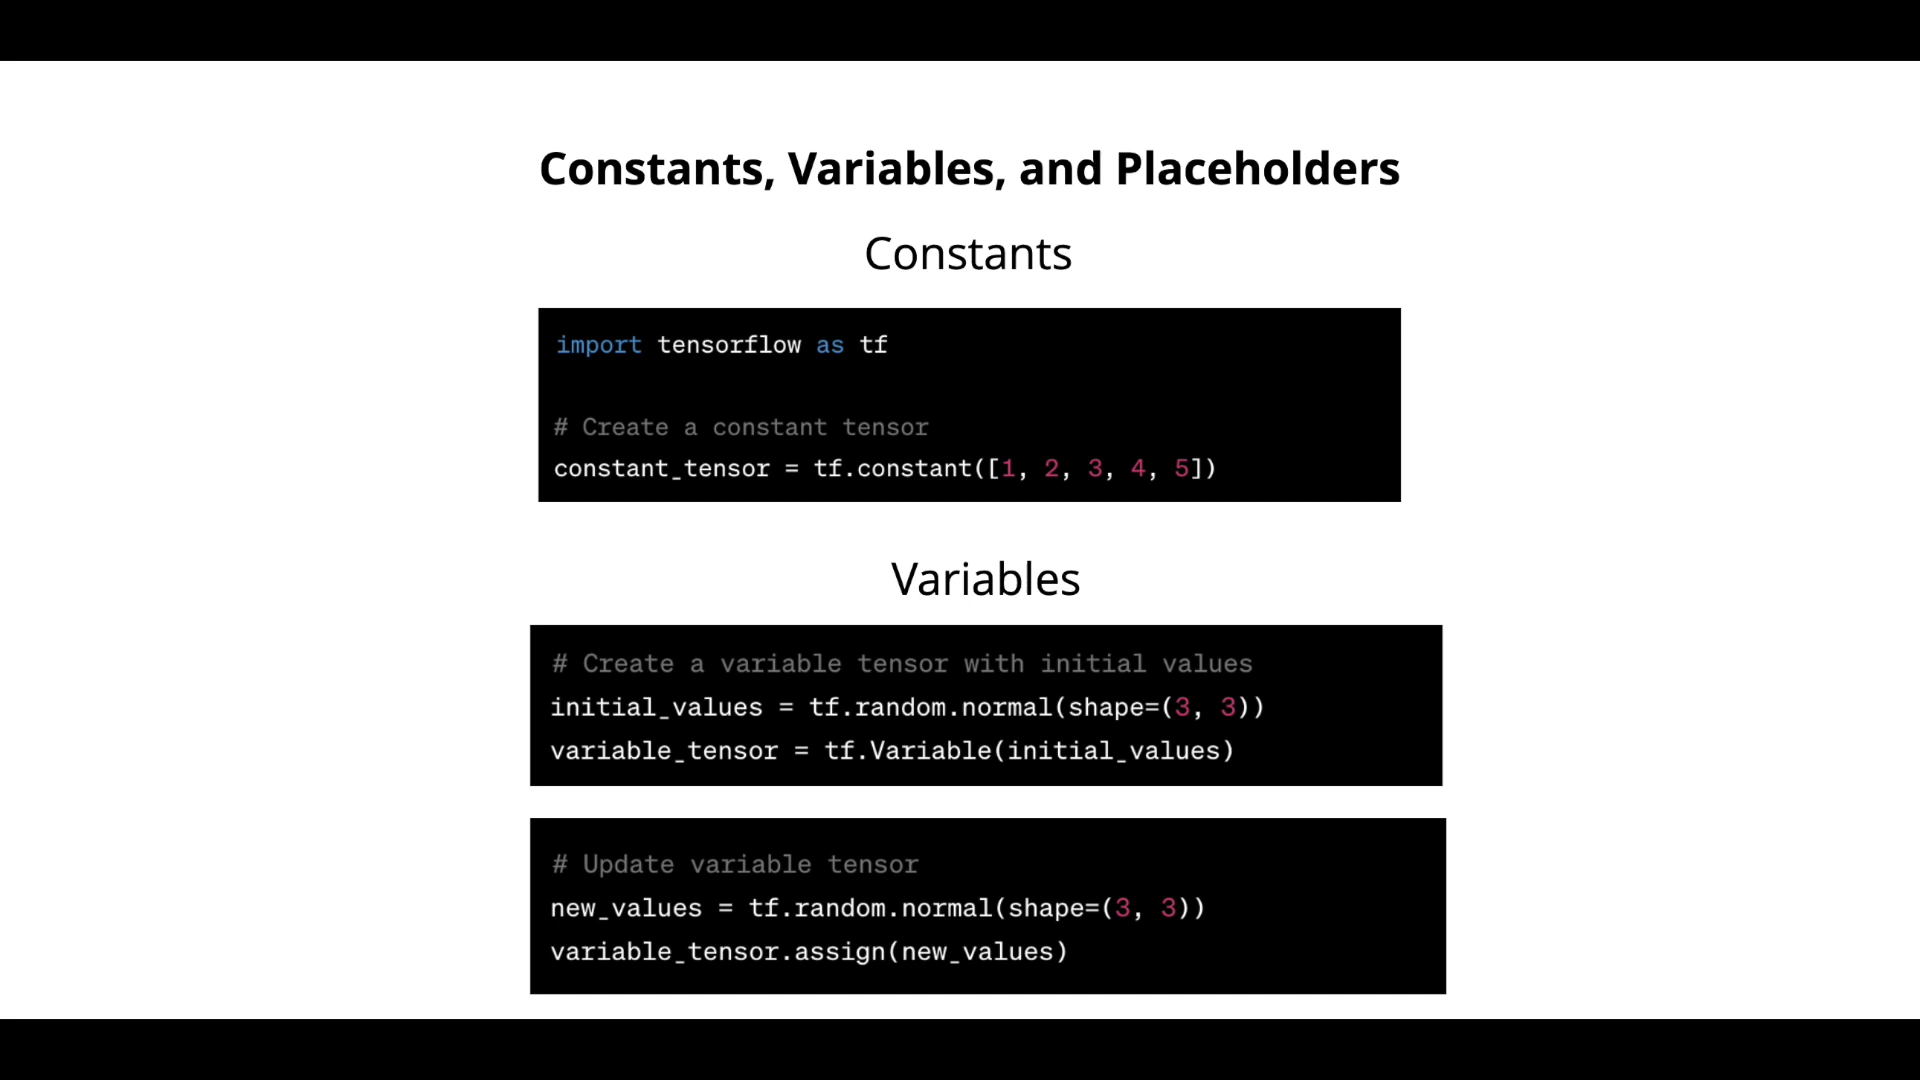 Constants, Variables, and Placeholders
Constants
import tensorflow as tf
# Create a constant tensor
constant_tensor = tf.constant([1, 2, 3, 4, 5])
Variables
# Create a variable tensor with initial values
initial_values = tf.random.normal(shape=(3, 3))
variable_tensor = tf.Variable(initial_values)
# Update variable tensor
new_values = tf.random.normal(shape=(3, 3))
variable_tensor.assign(new_values)